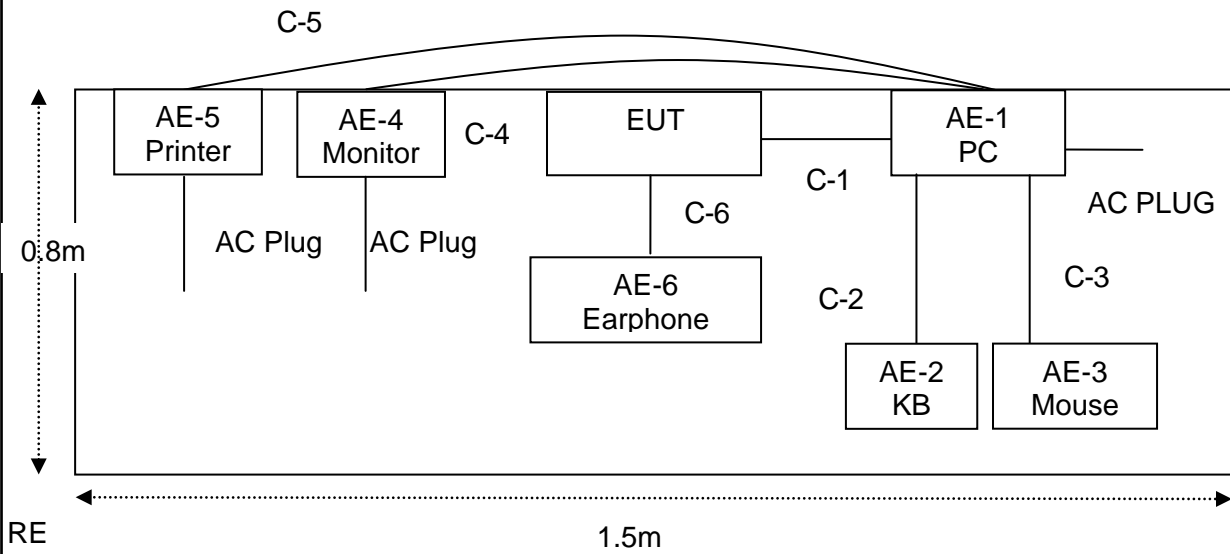 C-5
AE-5
Printer
AE-4
Monitor
C-4
EUT
C-1
AE-1
PC
AC PLUG
0.8m
AC Plug
AC Plug
C-6
AE-6
Earphone
C-2
C-3
AE-2
KB
AE-3
Mouse
RE
1.5m